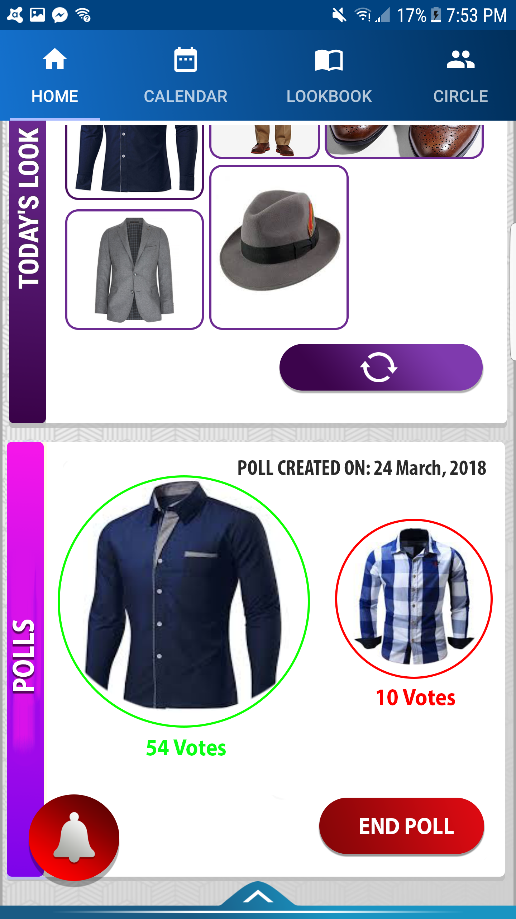 17% 7:53 PM
HOME CALENDAR LOOKBOOK CIRCLE
TODAY'S LOOK
POLL CREATED ON: 24 March, 2018
POLLS
10 Votes
54 Votes
END POLL